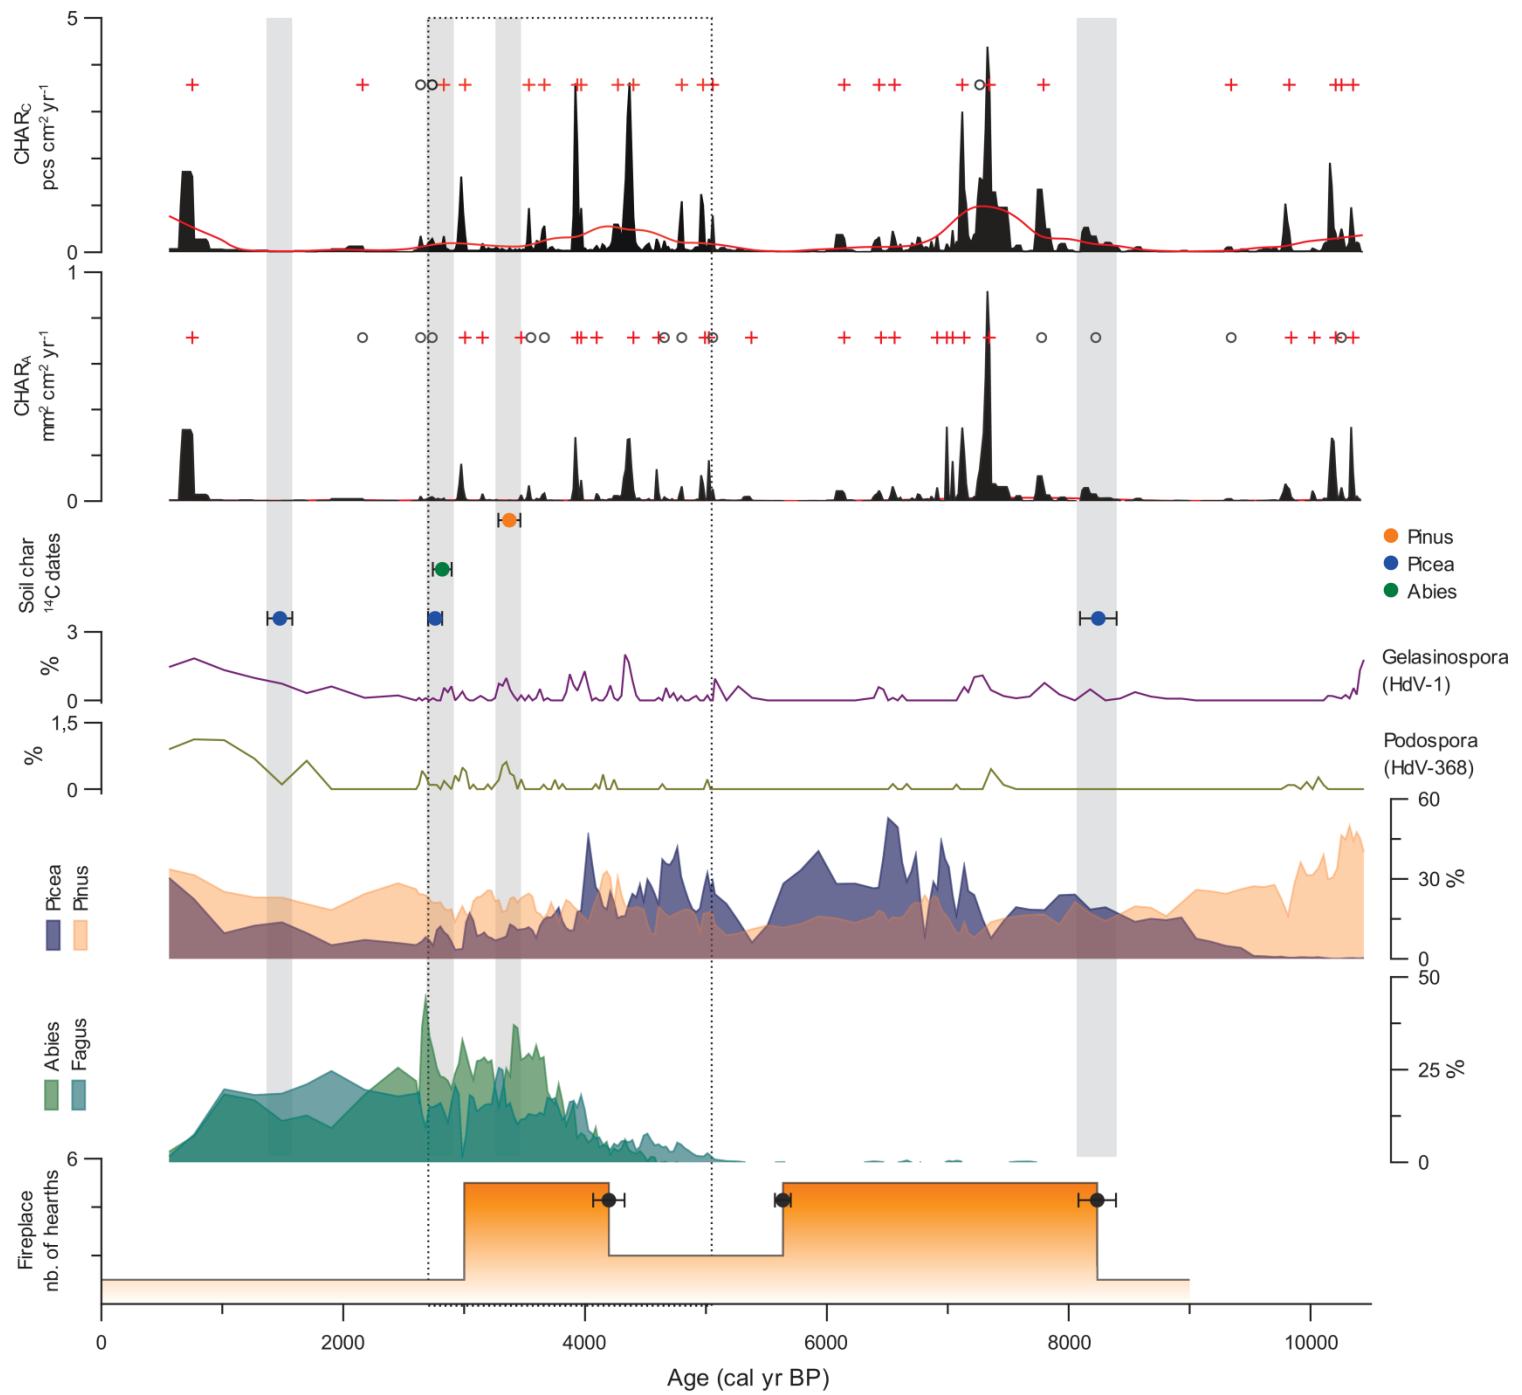 5
CHARC
pcs cm² yr⁻¹
0
1
CHARA
mm² cm² yr⁻¹
0
Soil char
¹⁴C dates
Pinus
Picea
Abies
3
%
0
Gelasinospora
(HdV-1)
1,5
%
0
Podospora
(HdV-368)
Picea
Pinus
60
30
%
0
Abies
Fagus
50
25
%
0
6
Fireplace
nb. of hearths
0 2000 4000 6000 8000 10000
Age (cal yr BP)